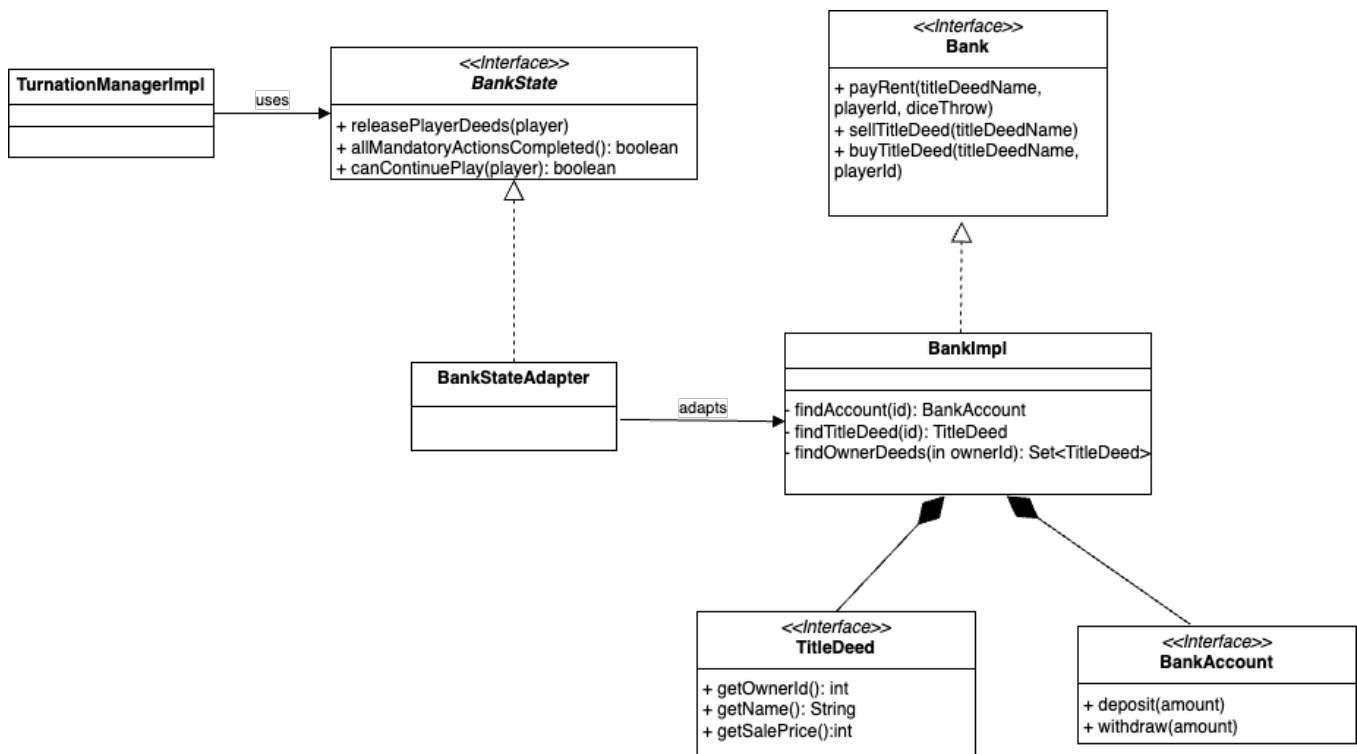 <<Interface>>
Bank
+ payRent(titleDeedName,
playerId, diceThrow)
+ sellTitleDeed(titleDeedName)
+ buyTitleDeed(titleDeedName,
playerId)
<<Interface>>
BankState
+ releasePlayerDeeds(player)
+ allMandatoryActionsCompleted(): boolean
+ canContinuePlay(player): boolean
TurnationManagerImpl
uses
BankImpl
- findAccount(id): BankAccount
- findTitleDeed(id): TitleDeed
- findOwnerDeeds(in ownerId): Set<TitleDeed>
BankStateAdapter
adapts
<<Interface>>
TitleDeed
+ getOwnerId(): int
+ getName(): String
+ getSalePrice():int
<<Interface>>
BankAccount
+ deposit(amount)
+ withdraw(amount)